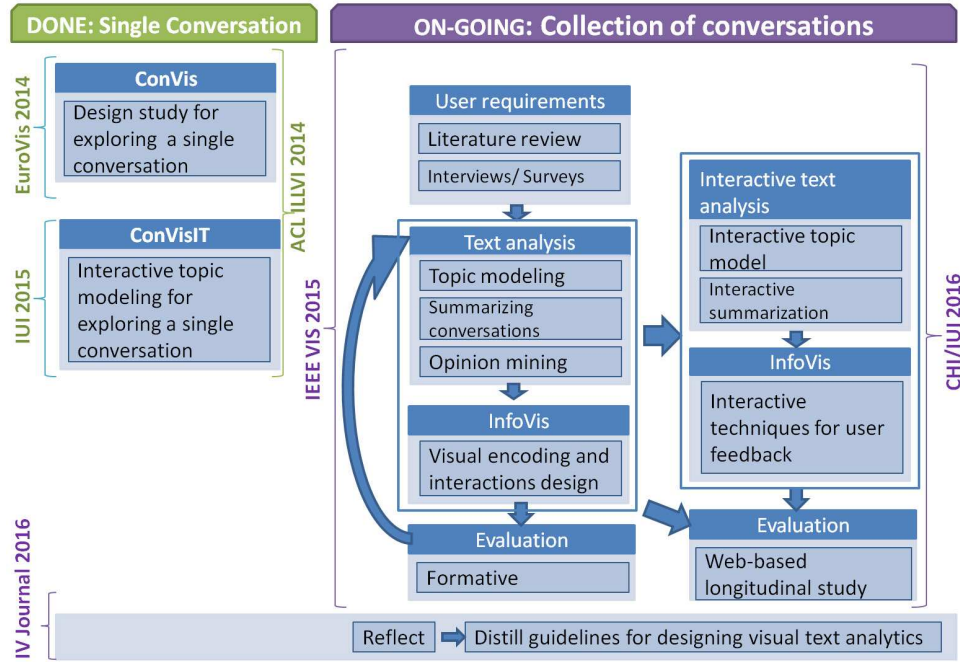 DONE: Single Conversation
EuroVis 2014
ConVis
Design study for
exploring a single
conversation
IUI 2015
ConVisIT
Interactive topic
modeling for
exploring a single
conversation
ACL ILLVI 2014
ON-GOING: Collection of conversations
IEEE VIS 2015
User requirements
Literature review
Interviews/ Surveys
Text analysis
Topic modeling
Summarizing
conversations
Opinion mining
InfoVis
Visual encoding and
interactions design
Evaluation
Formative
Interactive text
analysis
Interactive topic
model
Interactive
summarization
InfoVis
Interactive
techniques for user
feedback
Evaluation
Web-based
longitudinal study
CHI/IUI 2016
IV Journal 2016
Reflect
Distill guidelines for designing visual text analytics